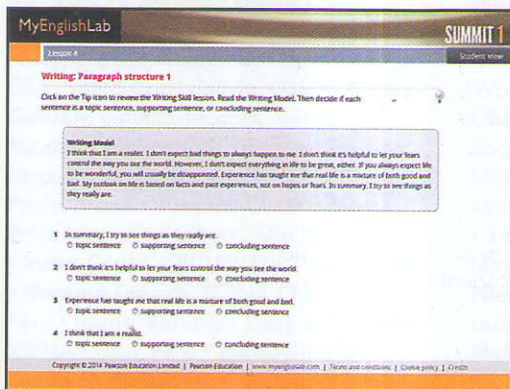 MyEnglishLab
SUMMIT 1
Lesson 4
Student View
Writing: Paragraph structure 1
Click on the Tip icon to review the Writing Skill lesson. Read the Writing Model. Then decide if each
sentence is a topic sentence, supporting sentence, or concluding sentence.
Writing Model
I think that I am a realist. I don't expect bad things to always happen to me. I don't think it's helpful to let your fears
control the way you see the world. However, I don't expect everything in life to be great, either. If you always expect life
to be wonderful, you will usually be disappointed. Experience has taught me that real life is a mixture of both good and
bad. My outlook on life is based on facts and past experiences, not on hopes or fears. In summary, I try to see things as
they really are.
1 In summary, I try to see things as they really are.
topic sentence supporting sentence concluding sentence
2 I don't think it's helpful to let your fears control the way you see the world.
topic sentence supporting sentence concluding sentence
3 Experience has taught me that real life is a mixture of both good and bad.
topic sentence supporting sentence concluding sentence
4 I think that I am a realist.
topic sentence supporting sentence concluding sentence
Copyright © 2014 Pearson Education Limited | Pearson Education | www.myenglishlab.com | Terms and conditions | Cookie policy | Credits